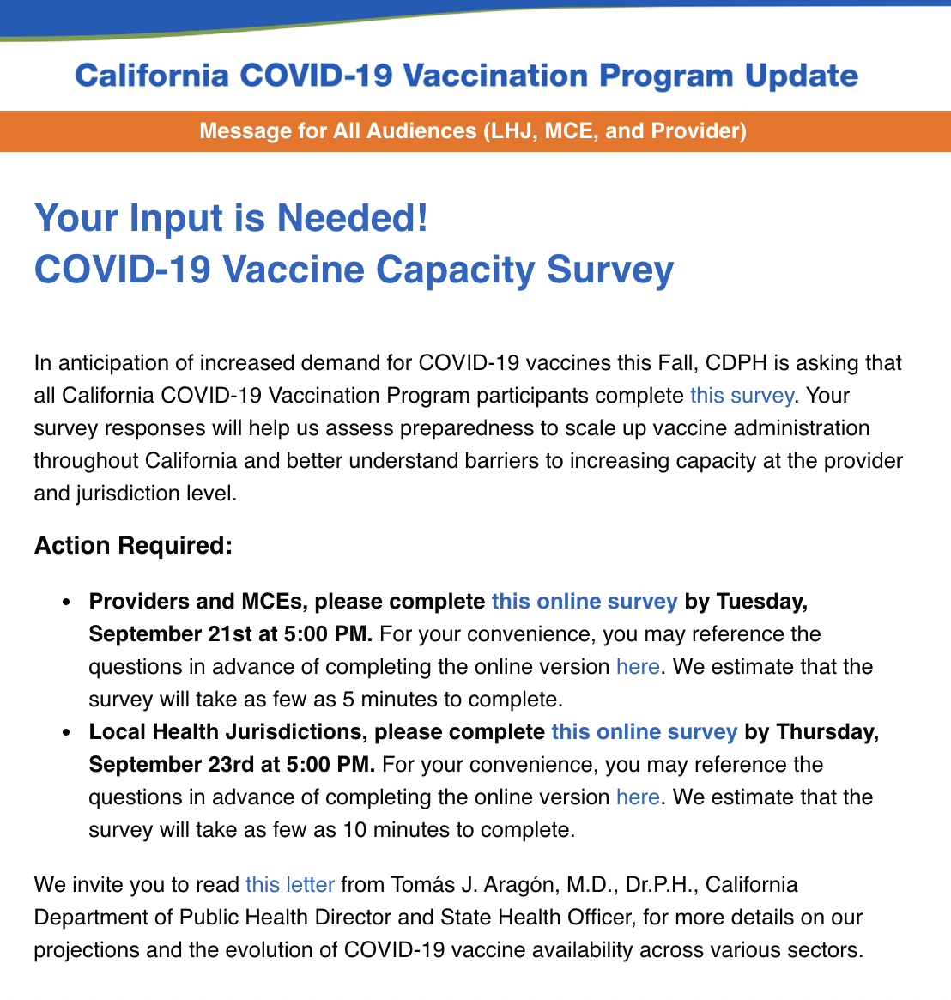 California COVID-19 Vaccination Program Update
Message for All Audiences (LHJ, MCE, and Provider)
Your Input is Needed!
COVID-19 Vaccine Capacity Survey
In anticipation of increased demand for COVID-19 vaccines this Fall, CDPH is asking that
all California COVID-19 Vaccination Program participants complete this survey. Your
survey responses will help us assess preparedness to scale up vaccine administration
throughout California and better understand barriers to increasing capacity at the provider
and jurisdiction level.
Action Required:
• Providers and MCEs, please complete this online survey by Tuesday,
September 21st at 5:00 PM. For your convenience, you may reference the
questions in advance of completing the online version here. We estimate that the
survey will take as few as 5 minutes to complete.
• Local Health Jurisdictions, please complete this online survey by Thursday,
September 23rd at 5:00 PM. For your convenience, you may reference the
questions in advance of completing the online version here. We estimate that the
survey will take as few as 10 minutes to complete.
We invite you to read this letter from Tomás J. Aragón, M.D., Dr.P.H., California
Department of Public Health Director and State Health Officer, for more details on our
projections and the evolution of COVID-19 vaccine availability across various sectors.